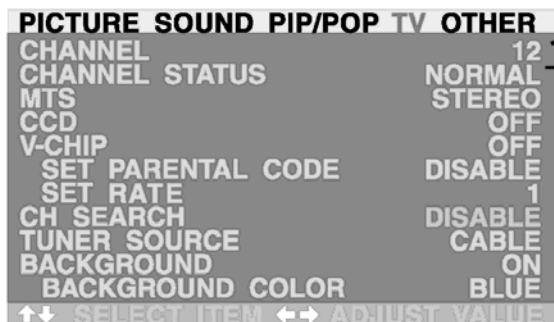 PICTURE SOUND PIP/POP TV OTHER
CHANNEL 12
CHANNEL STATUS NORMAL
MTS STEREO
CCD OFF
V-CHIP OFF
SET PARENTAL CODE DISABLE
SET RATE 1
CH SEARCH DISABLE
TUNER SOURCE CABLE
BACKGROUND ON
BACKGROUND COLOR BLUE
↑↓ SELECT ITEM ←→ ADJUST VALUE